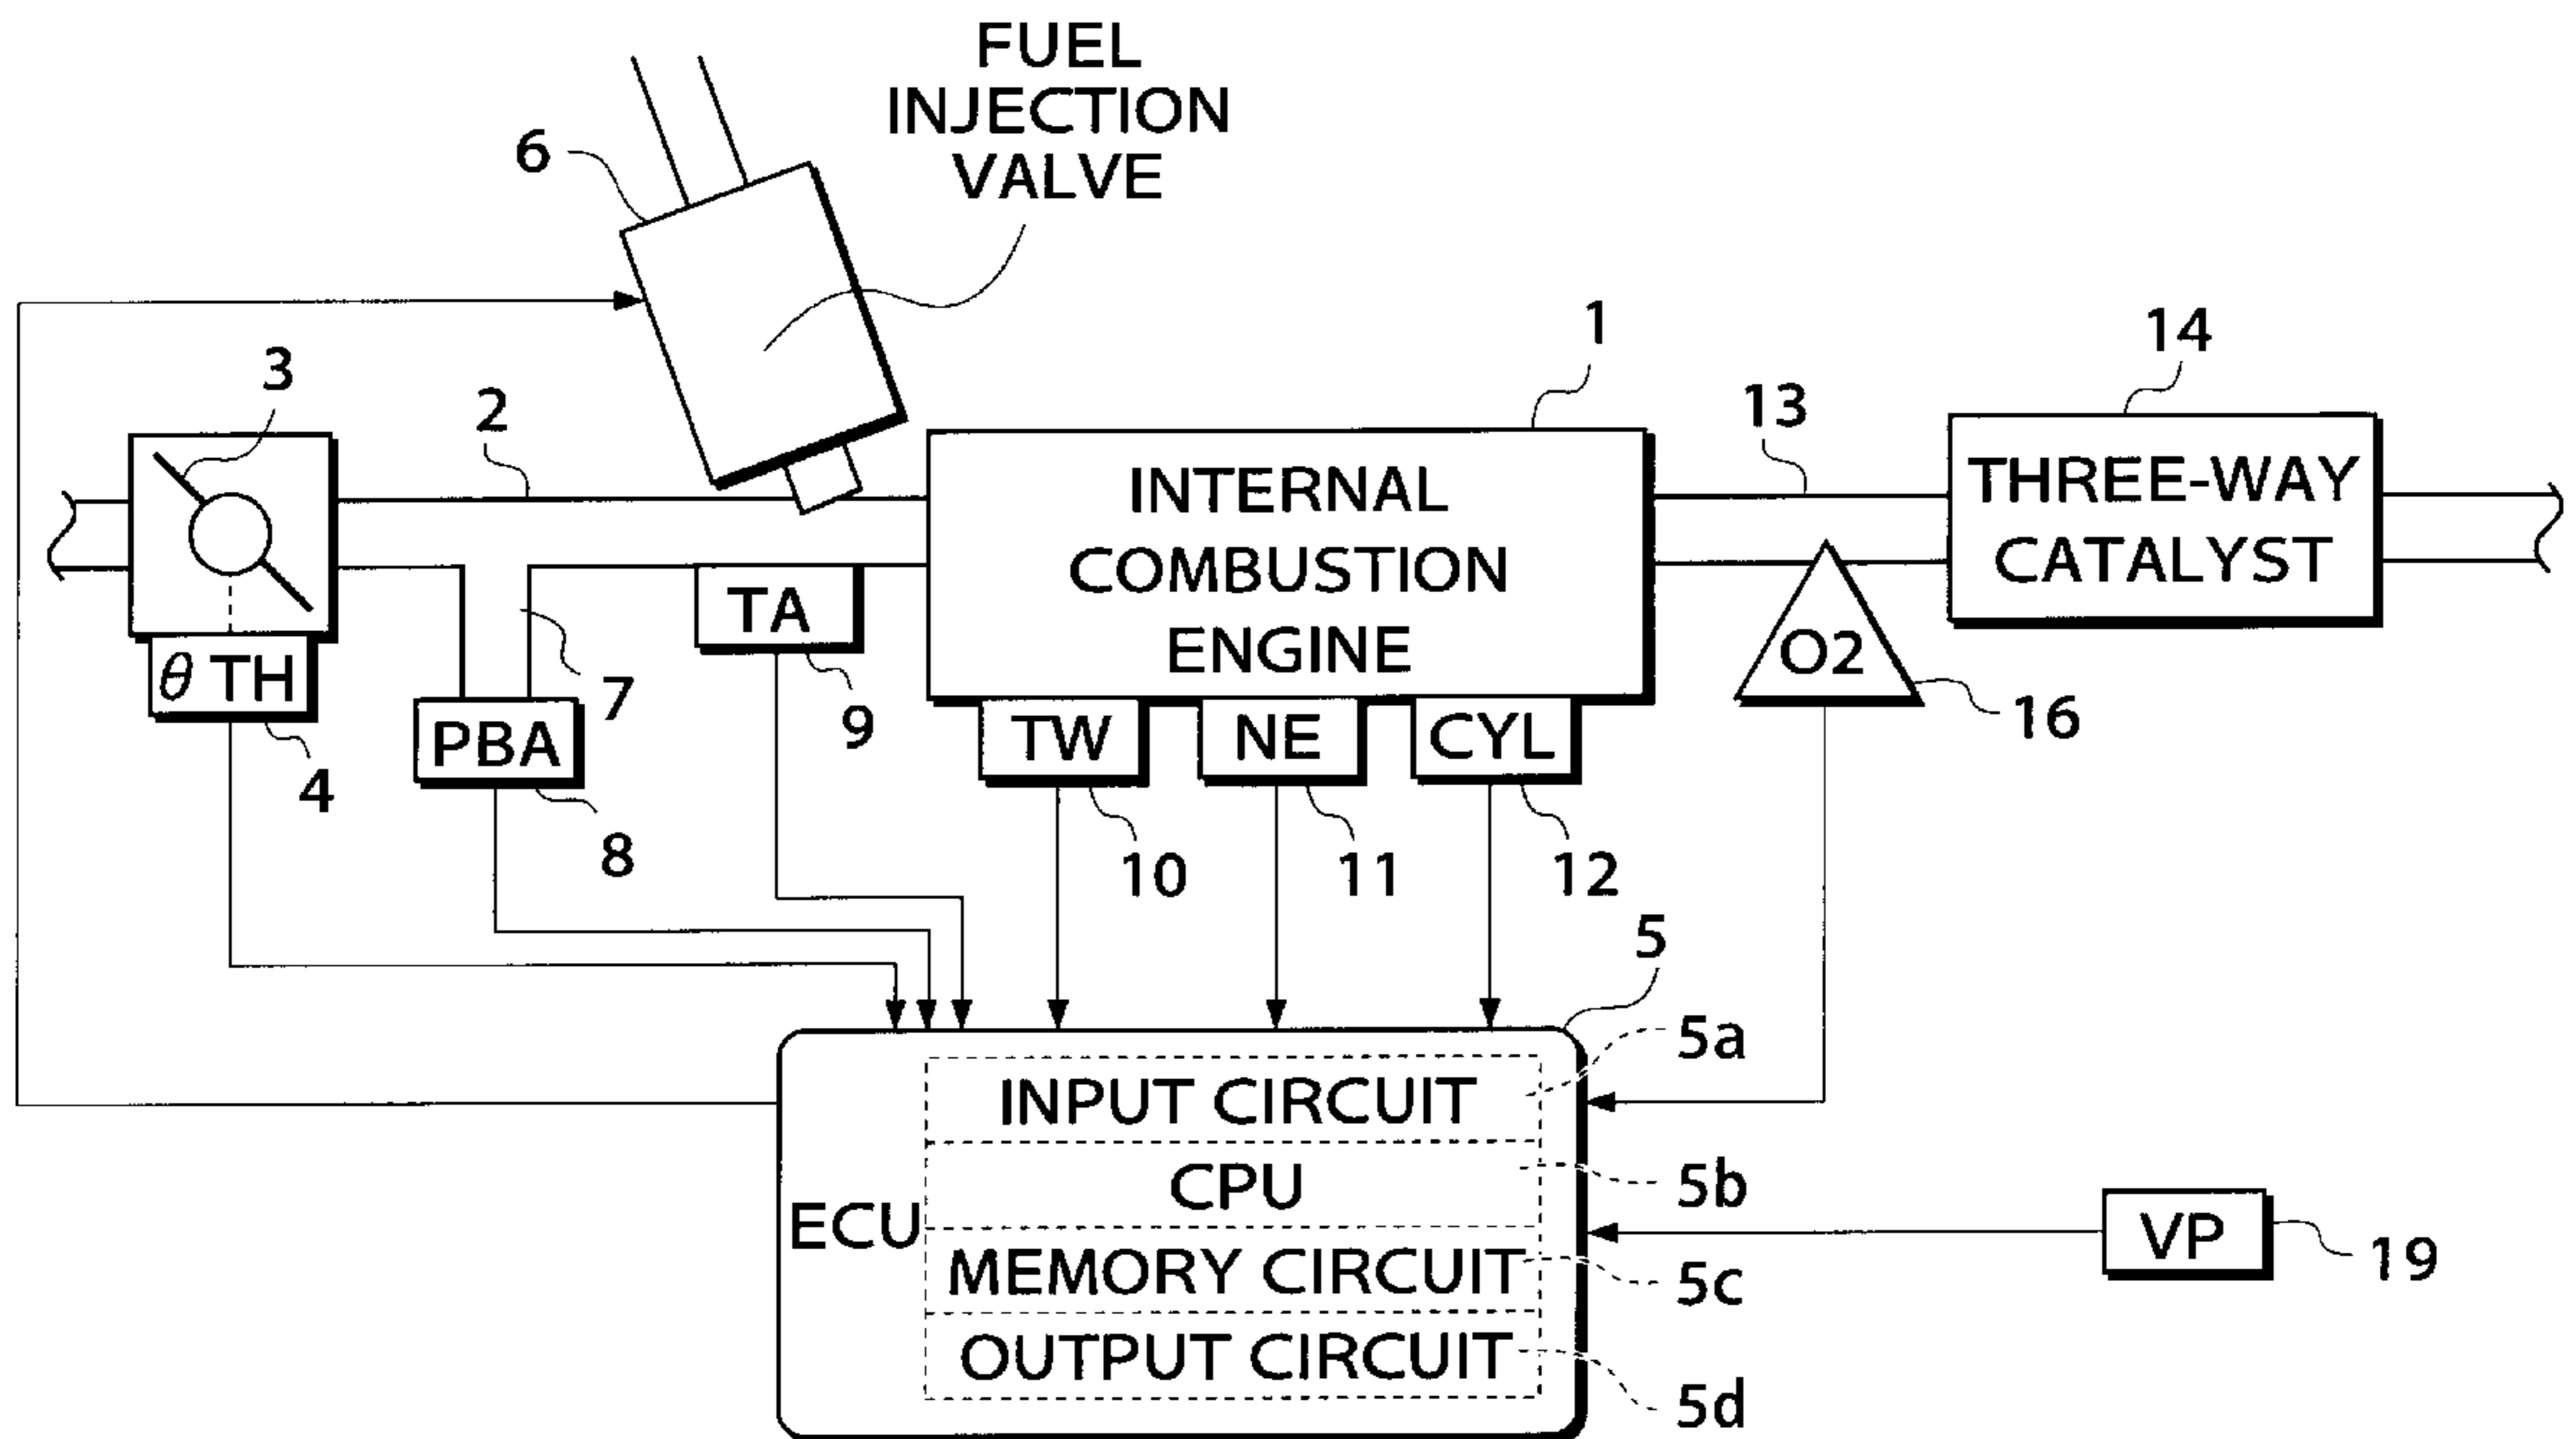 FUEL
INJECTION
VALVE
6
1
14
3
2
13
INTERNAL
COMBUSTION
ENGINE
THREE-WAY
CATALYST
θ TH
TA
O2
7
4
PBA
9
TW
NE
CYL
16
8
10
11
12
5
ECU
INPUT CIRCUIT
5a
CPU
5b
MEMORY CIRCUIT
5c
OUTPUT CIRCUIT
5d
VP
19